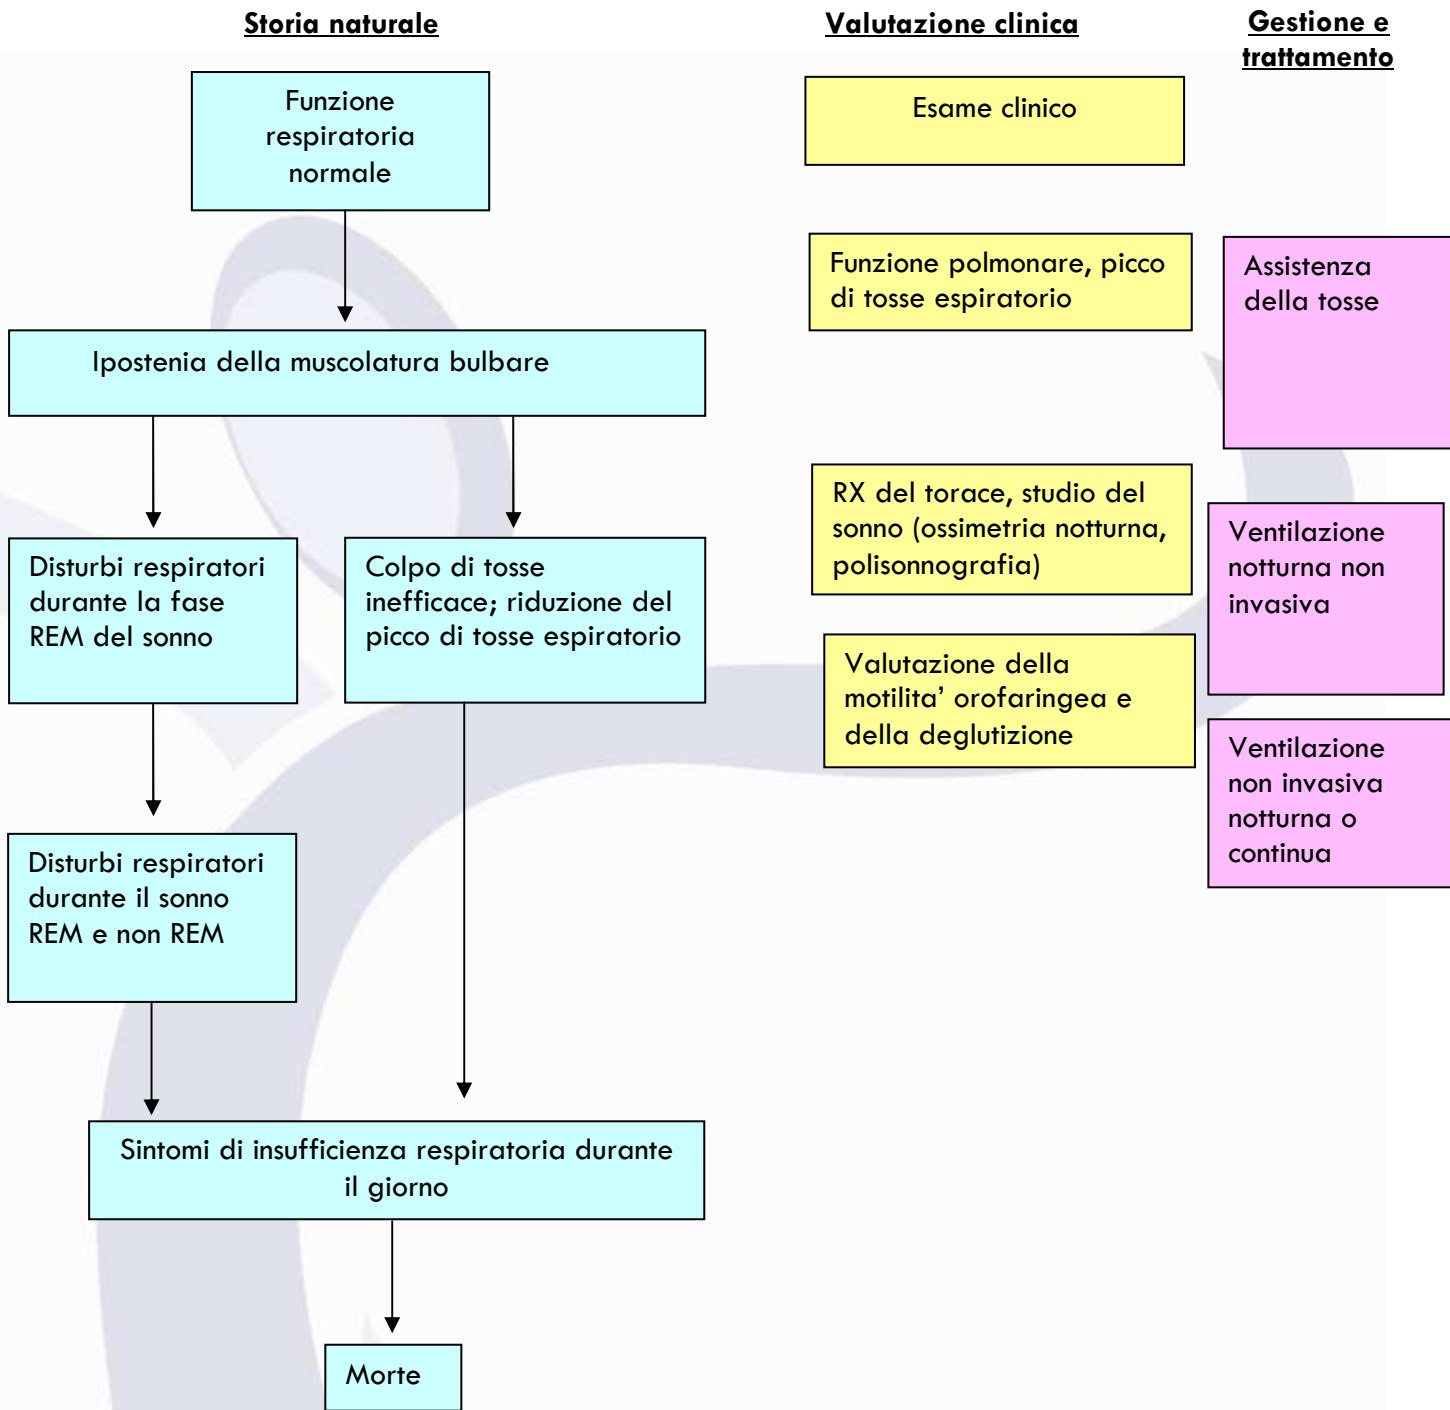 Storia naturale
Valutazione clinica
Gestione e
trattamento
Funzione
respiratoria
normale
Ipostenia della muscolatura bulbare
Disturbi respiratori
durante la fase
REM del sonno
Colpo di tosse
inefficace; riduzione del
picco di tosse espiratorio
Disturbi respiratori
durante il sonno
REM e non REM
Sintomi di insufficienza respiratoria durante
il giorno
Morte
Esame clinico
Funzione polmonare, picco
di tosse espiratorio
RX del torace, studio del
sonno (ossimetria notturna,
polisonnografia)
Valutazione della
motilita' orofaringea e
della deglutizione
Assistenza
della tosse
Ventilazione
notturna non
invasiva
Ventilazione
non invasiva
notturna o
continua